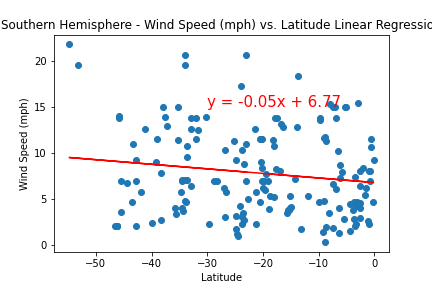 Southern Hemisphere - Wind Speed (mph) vs. Latitude Linear Regressio
20
15
10
5
0
Wind Speed (mph)
y = -0.05x + 6.77
−50
−40
−30
−20
−10
0
Latitude